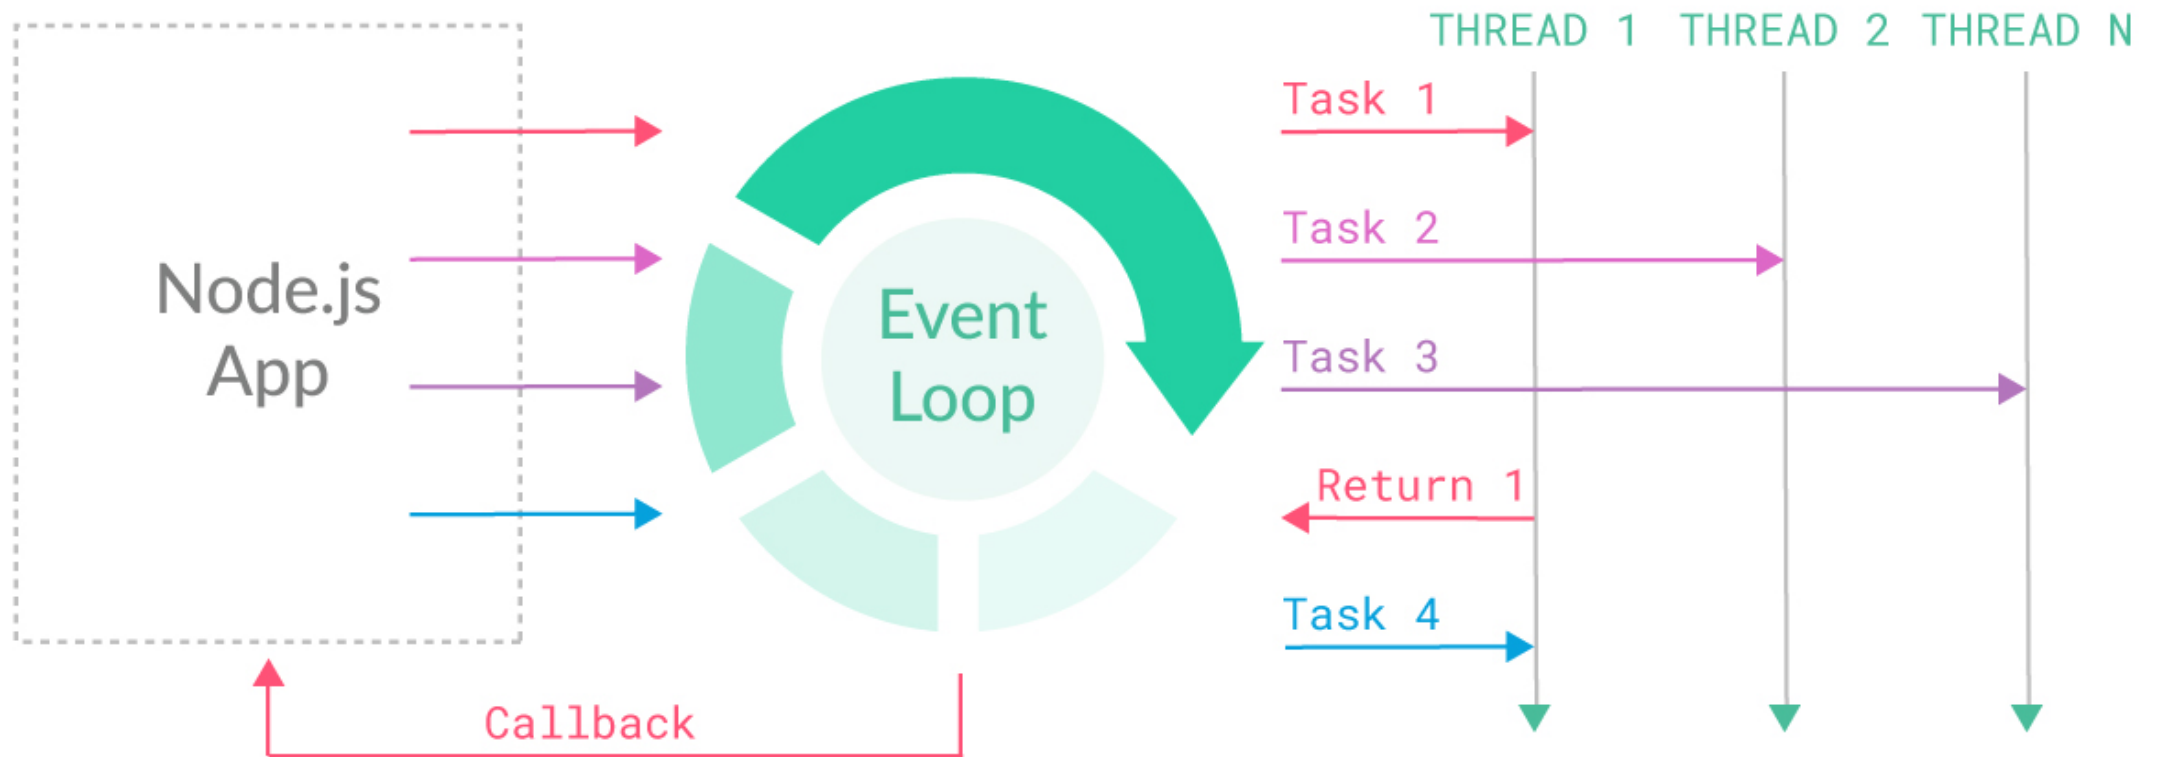 THREAD 1 THREAD 2 THREAD N
Task 1
Task 2
Node.js
App
Event
Loop
Task 3
Return 1
Task 4
Callback